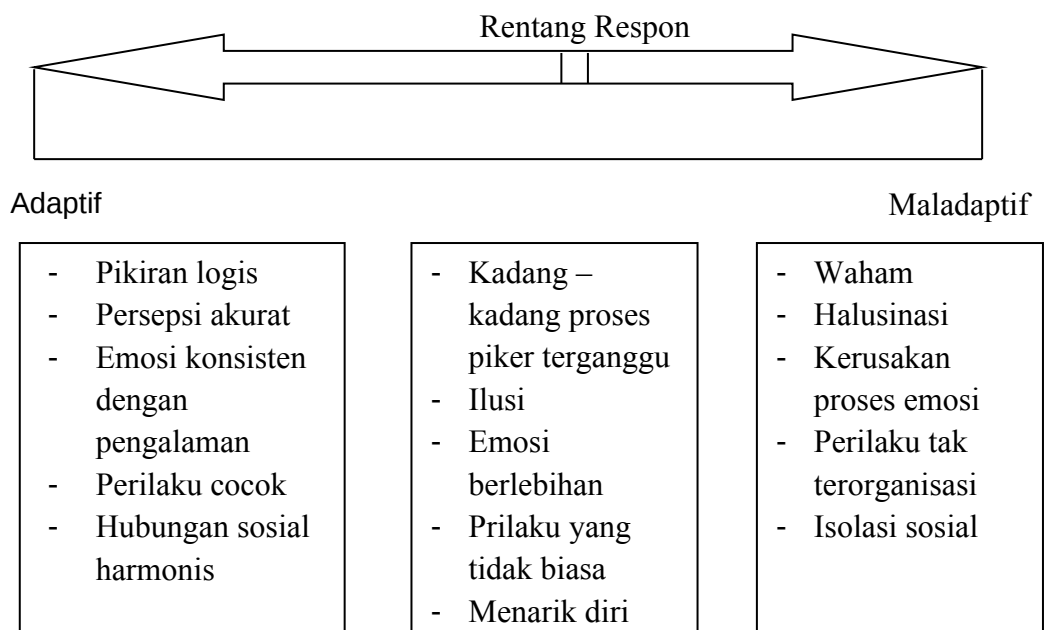 Rentang Respon
Adaptif
Maladaptif
- Pikiran logis
- Persepsi akurat
- Emosi konsisten
dengan
pengalaman
- Perilaku cocok
- Hubungan sosial
harmonis
- Kadang –
kadang proses
piker terganggu
- Ilusi
- Emosi
berlebihan
- Prilaku yang
tidak biasa
- Menarik diri
- Waham
- Halusinasi
- Kerusakan
proses emosi
- Perilaku tak
terorganisasi
- Isolasi sosial